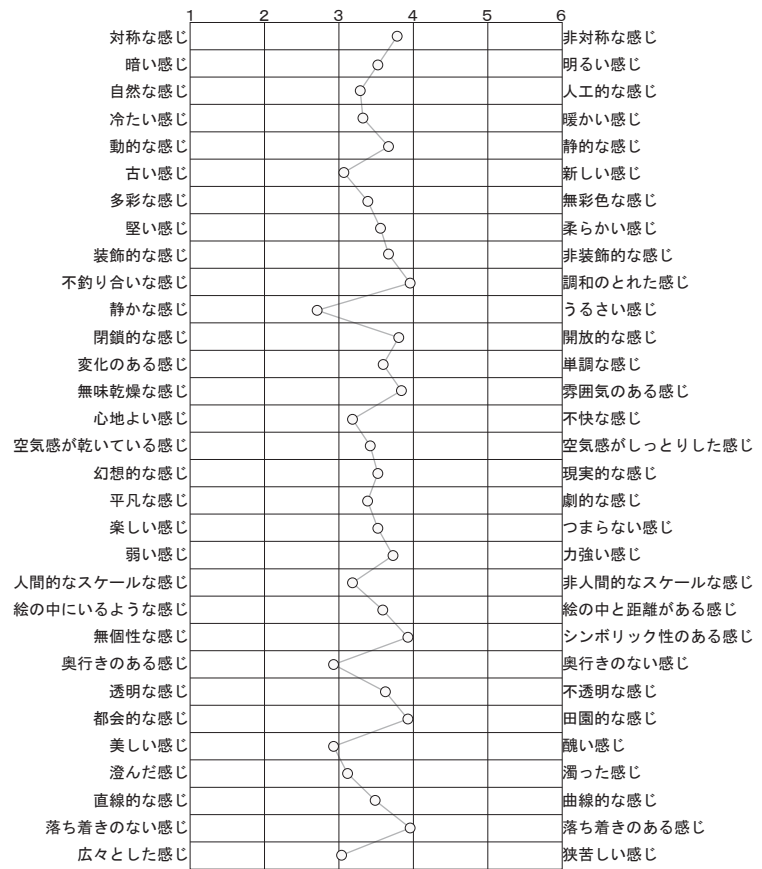 1 2 3 4 5 6
対称な感じ 非対称な感じ
暗い感じ 明るい感じ
自然な感じ 人工的な感じ
冷たい感じ 暖かい感じ
動的な感じ 静的な感じ
古い感じ 新しい感じ
多彩な感じ 無彩色な感じ
堅い感じ 柔らかい感じ
装飾的な感じ 非装飾的な感じ
不釣り合いな感じ 調和のとれた感じ
静かな感じ うるさい感じ
閉鎖的な感じ 開放的な感じ
変化のある感じ 単調な感じ
無味乾燥な感じ 雰囲気のある感じ
心地よい感じ 不快な感じ
空気感が乾いている感じ 空気感がしっとりした感じ
幻想的な感じ 現実的な感じ
平凡な感じ 劇的な感じ
楽しい感じ つまらない感じ
弱い感じ 力強い感じ
人間的なスケールな感じ 非人間的なスケールな感じ
絵の中にいるような感じ 絵の中と距離がある感じ
無個性な感じ シンボリック性のある感じ
奥行きのある感じ 奥行きのない感じ
透明な感じ 不透明な感じ
都会的な感じ 田園的な感じ
美しい感じ 醜い感じ
澄んだ感じ 濁った感じ
直線的な感じ 曲線的な感じ
落ち着きのない感じ 落ち着きのある感じ
広々とした感じ 狭苦しい感じ